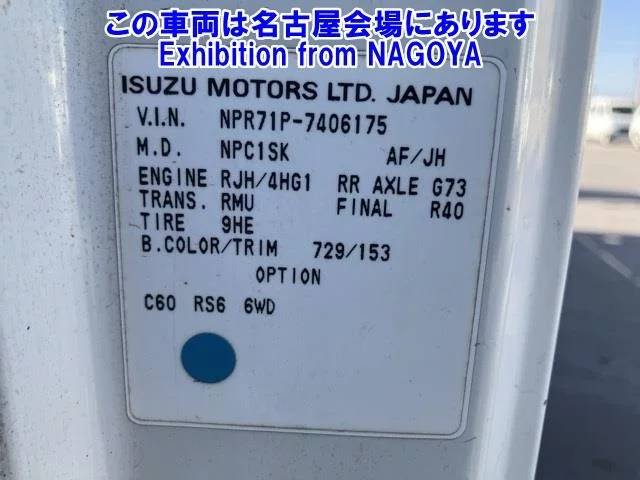 この車両は名古屋会場にあります
Exhibition from NAGOYA
ISUZU MOTORS LTD. JAPAN
V.I.N. NPR71P-7406175
M.D. NPC1SK AF/JH
ENGINE RJH/4HG1 RR AXLE G73
TRANS. RMU FINAL R40
TIRE 9HE
B.COLOR/TRIM 729/153
OPTION
C60 RS6 6WD